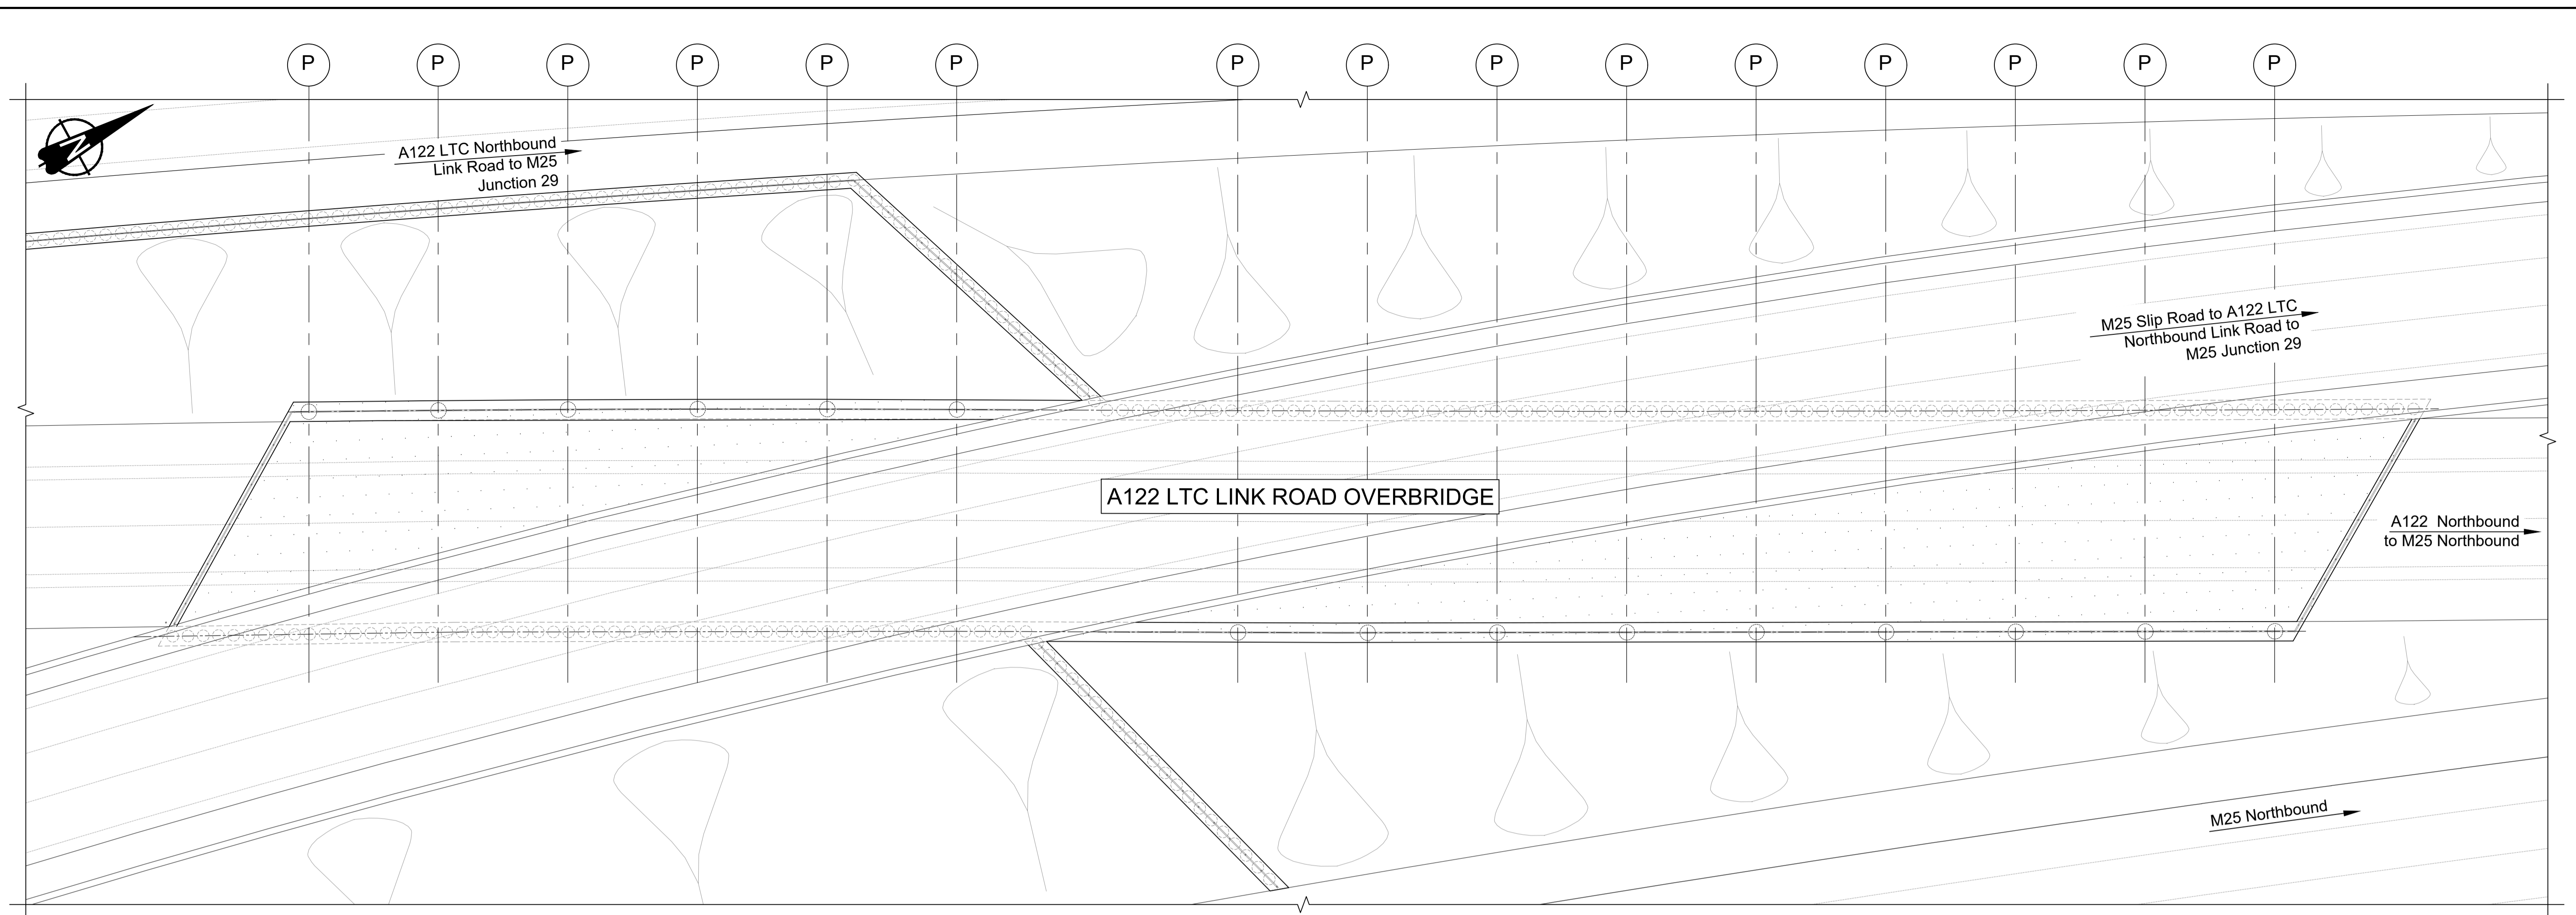 P P P P P P P P P P P P P P P
N
A122 LTC Northbound
Link Road to M25
Junction 29
M25 Slip Road to A122 LTC
Northbound Link Road to
M25 Junction 29
A122 LTC LINK ROAD OVERBRIDGE
A122 Northbound
to M25 Northbound
M25 Northbound